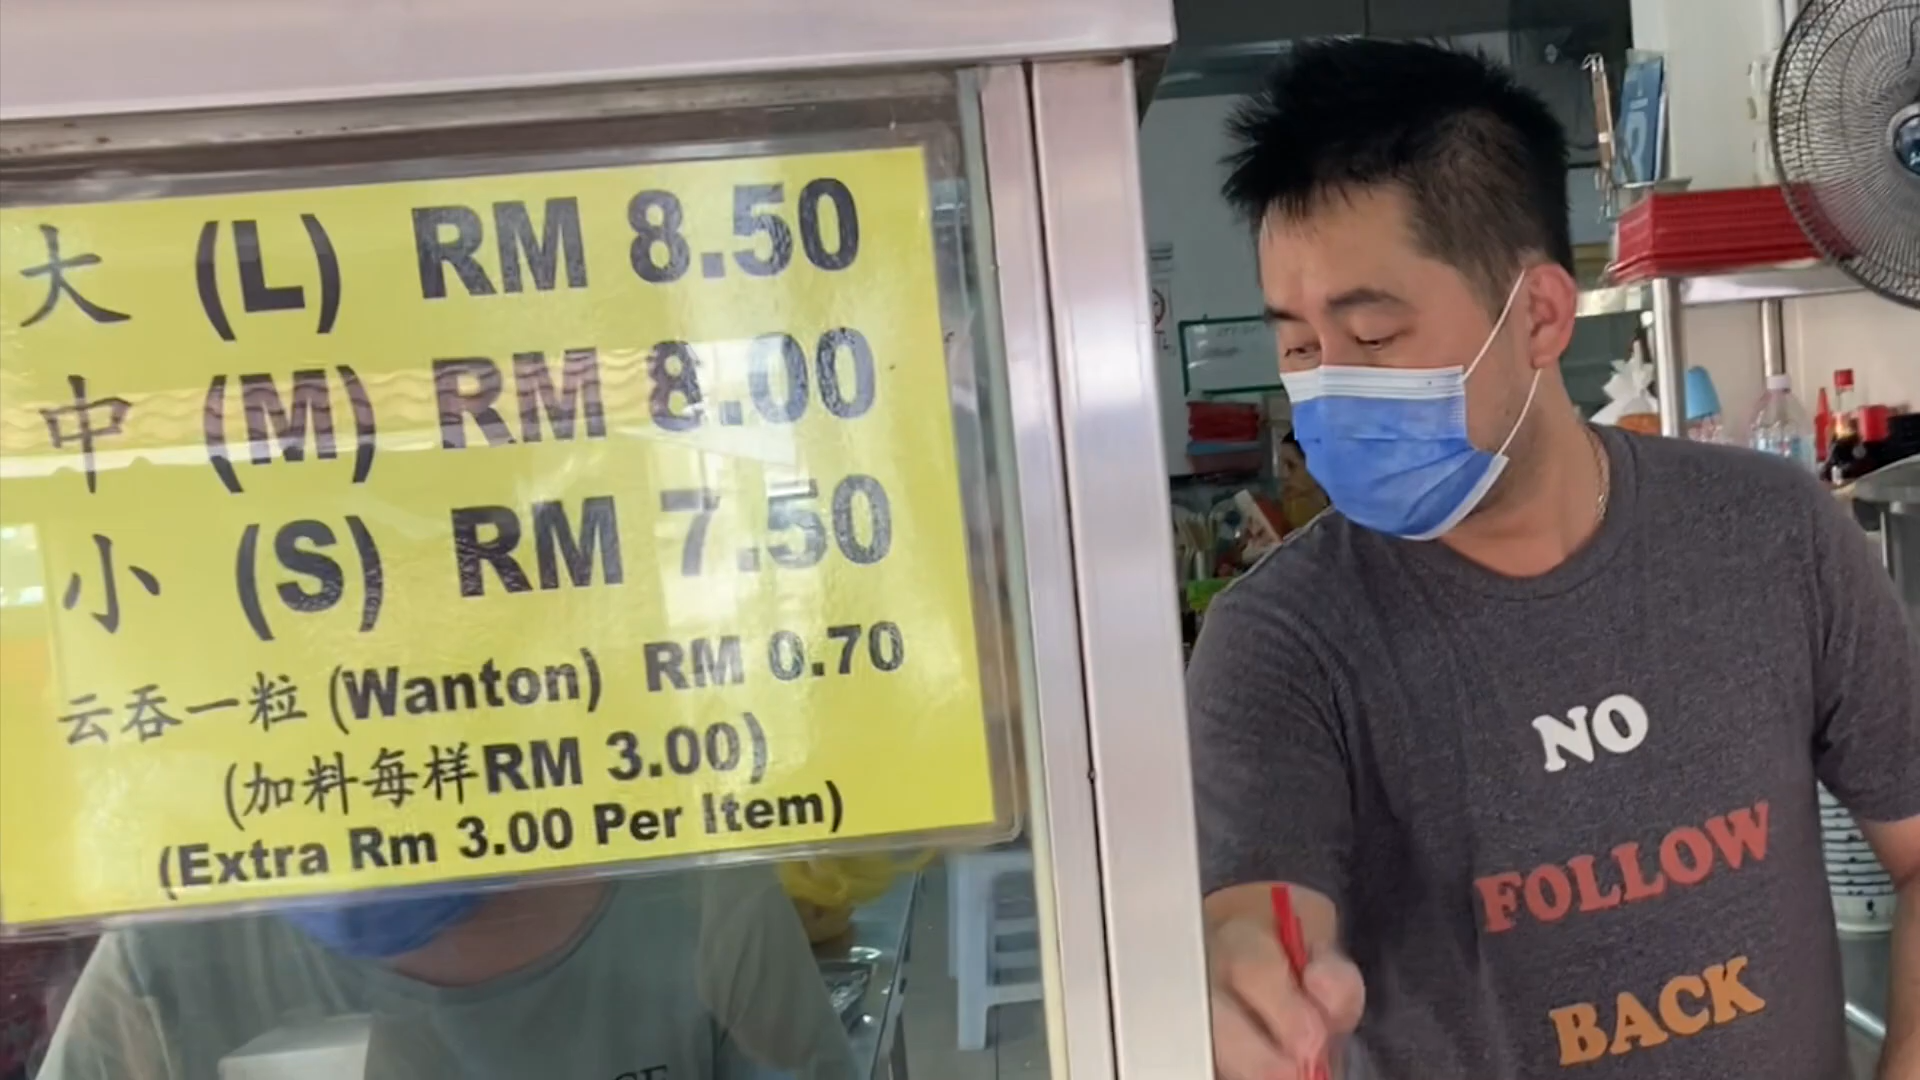 大 (L) RM 8.50
中 (M) RM 8.00
小 (S) RM 7.50
云吞一粒 (Wanton) RM 0.70
(加料每样RM 3.00)
(Extra Rm 3.00 Per Item)
NO
FOLLOW
BACK